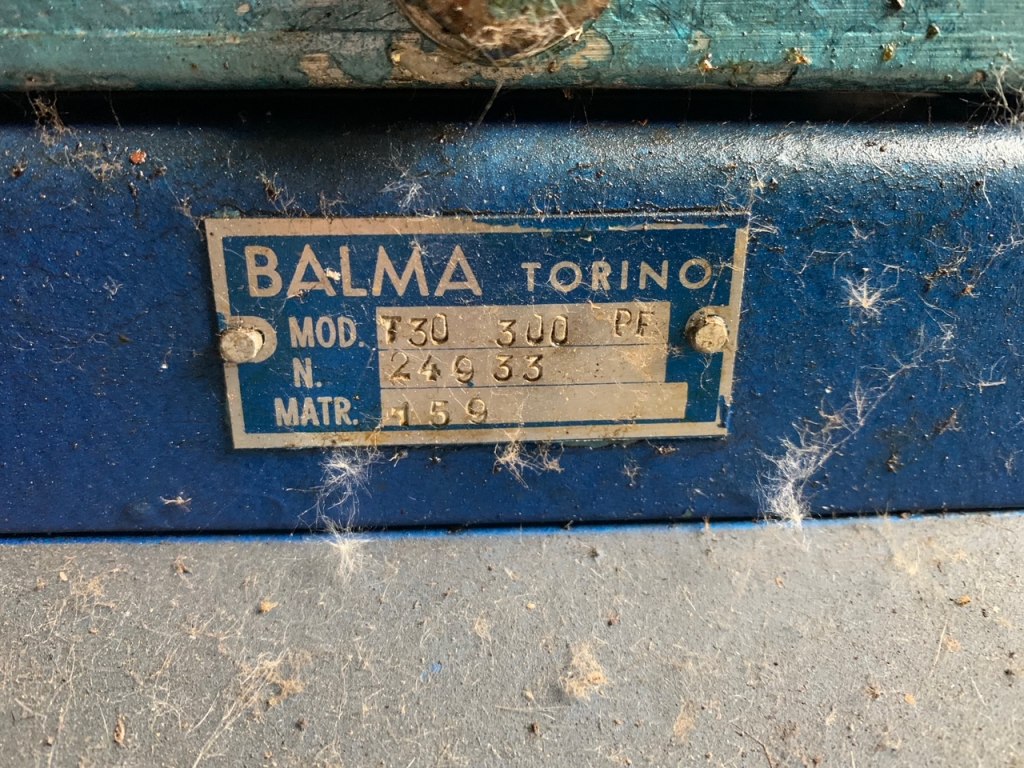 BALMA TORINO
MOD. T30 300 PF
N. 24933
MATR. 159